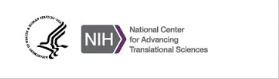 NIH
National Center
for Advancing
Translational Sciences